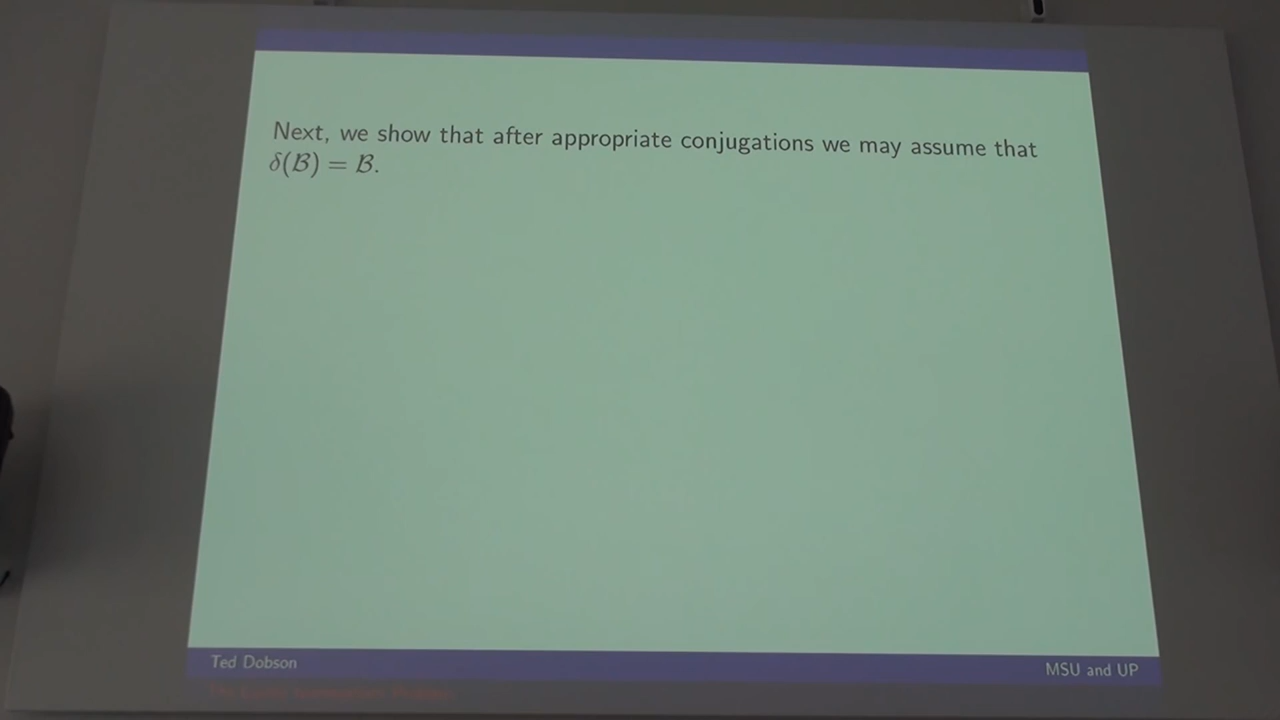 Next, we show that after appropriate conjugations we may assume that
δ(ℬ) = ℬ.
Ted Dobson
MSU and UP